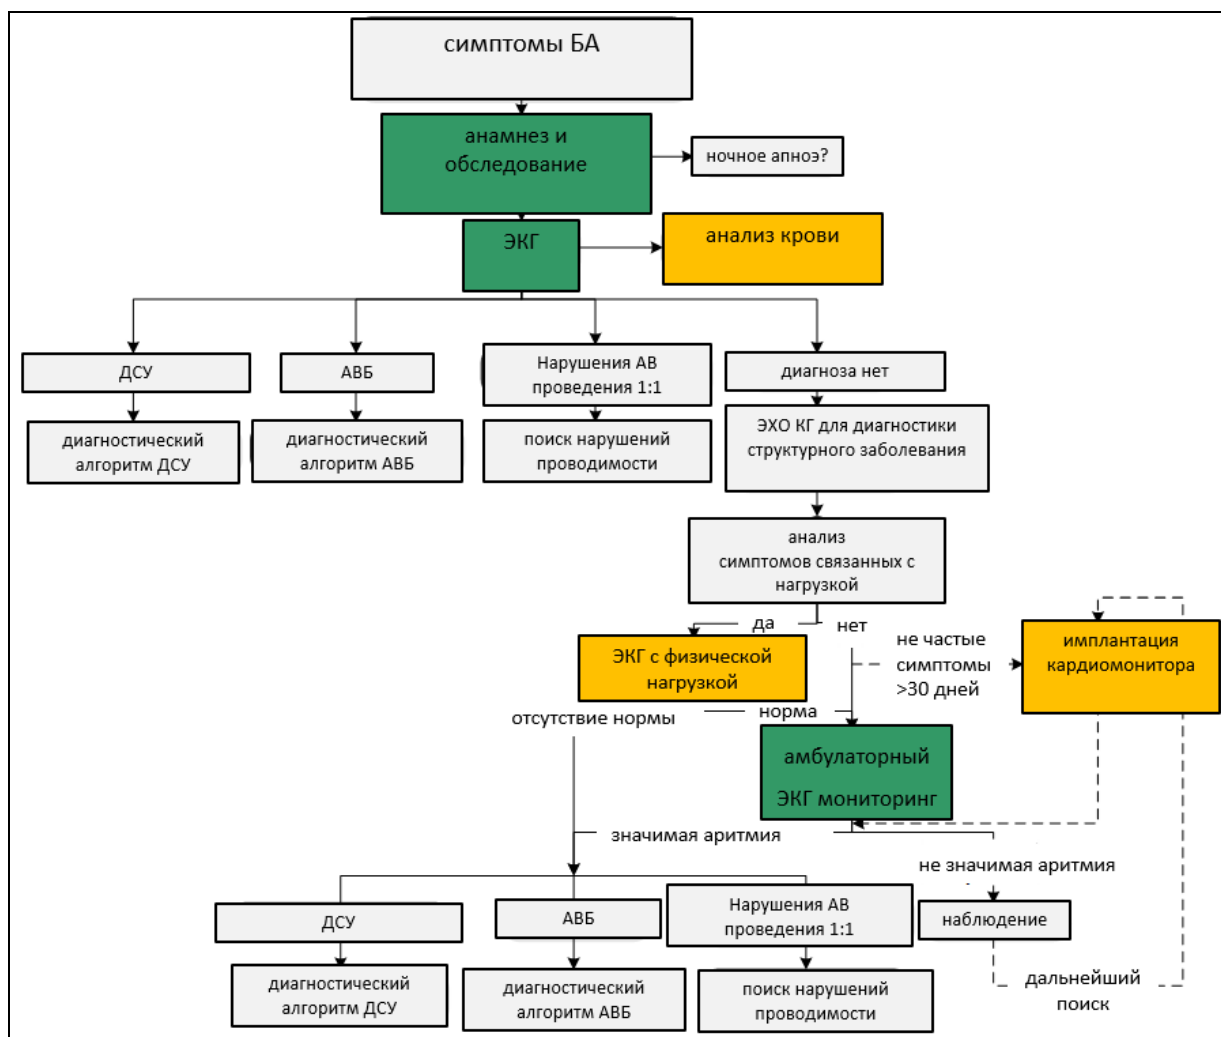 симптомы БА
анамнез и
обследование
ночное апноэ?
ЭКГ
анализ крови
ДСУ
АВБ
Нарушения АВ
проведения 1:1
диагноза нет
диагностический
алгоритм ДСУ
диагностический
алгоритм АВБ
поиск нарушений
проводимости
ЭХО КГ для диагностики
структурного заболевания
анализ
симптомов связанных с
нагрузкой
да
нет
ЭКГ с физической
нагрузкой
не частые
симптомы
>30 дней
имплантация
кардиомонитора
отсутствие нормы
норма
амбулаторный
ЭКГ мониторинг
значимая аритмия
не значимая аритмия
ДСУ
АВБ
Нарушения АВ
проведения 1:1
наблюдение
диагностический
алгоритм ДСУ
диагностический
алгоритм АВБ
поиск нарушений
проводимости
дальнейший
поиск